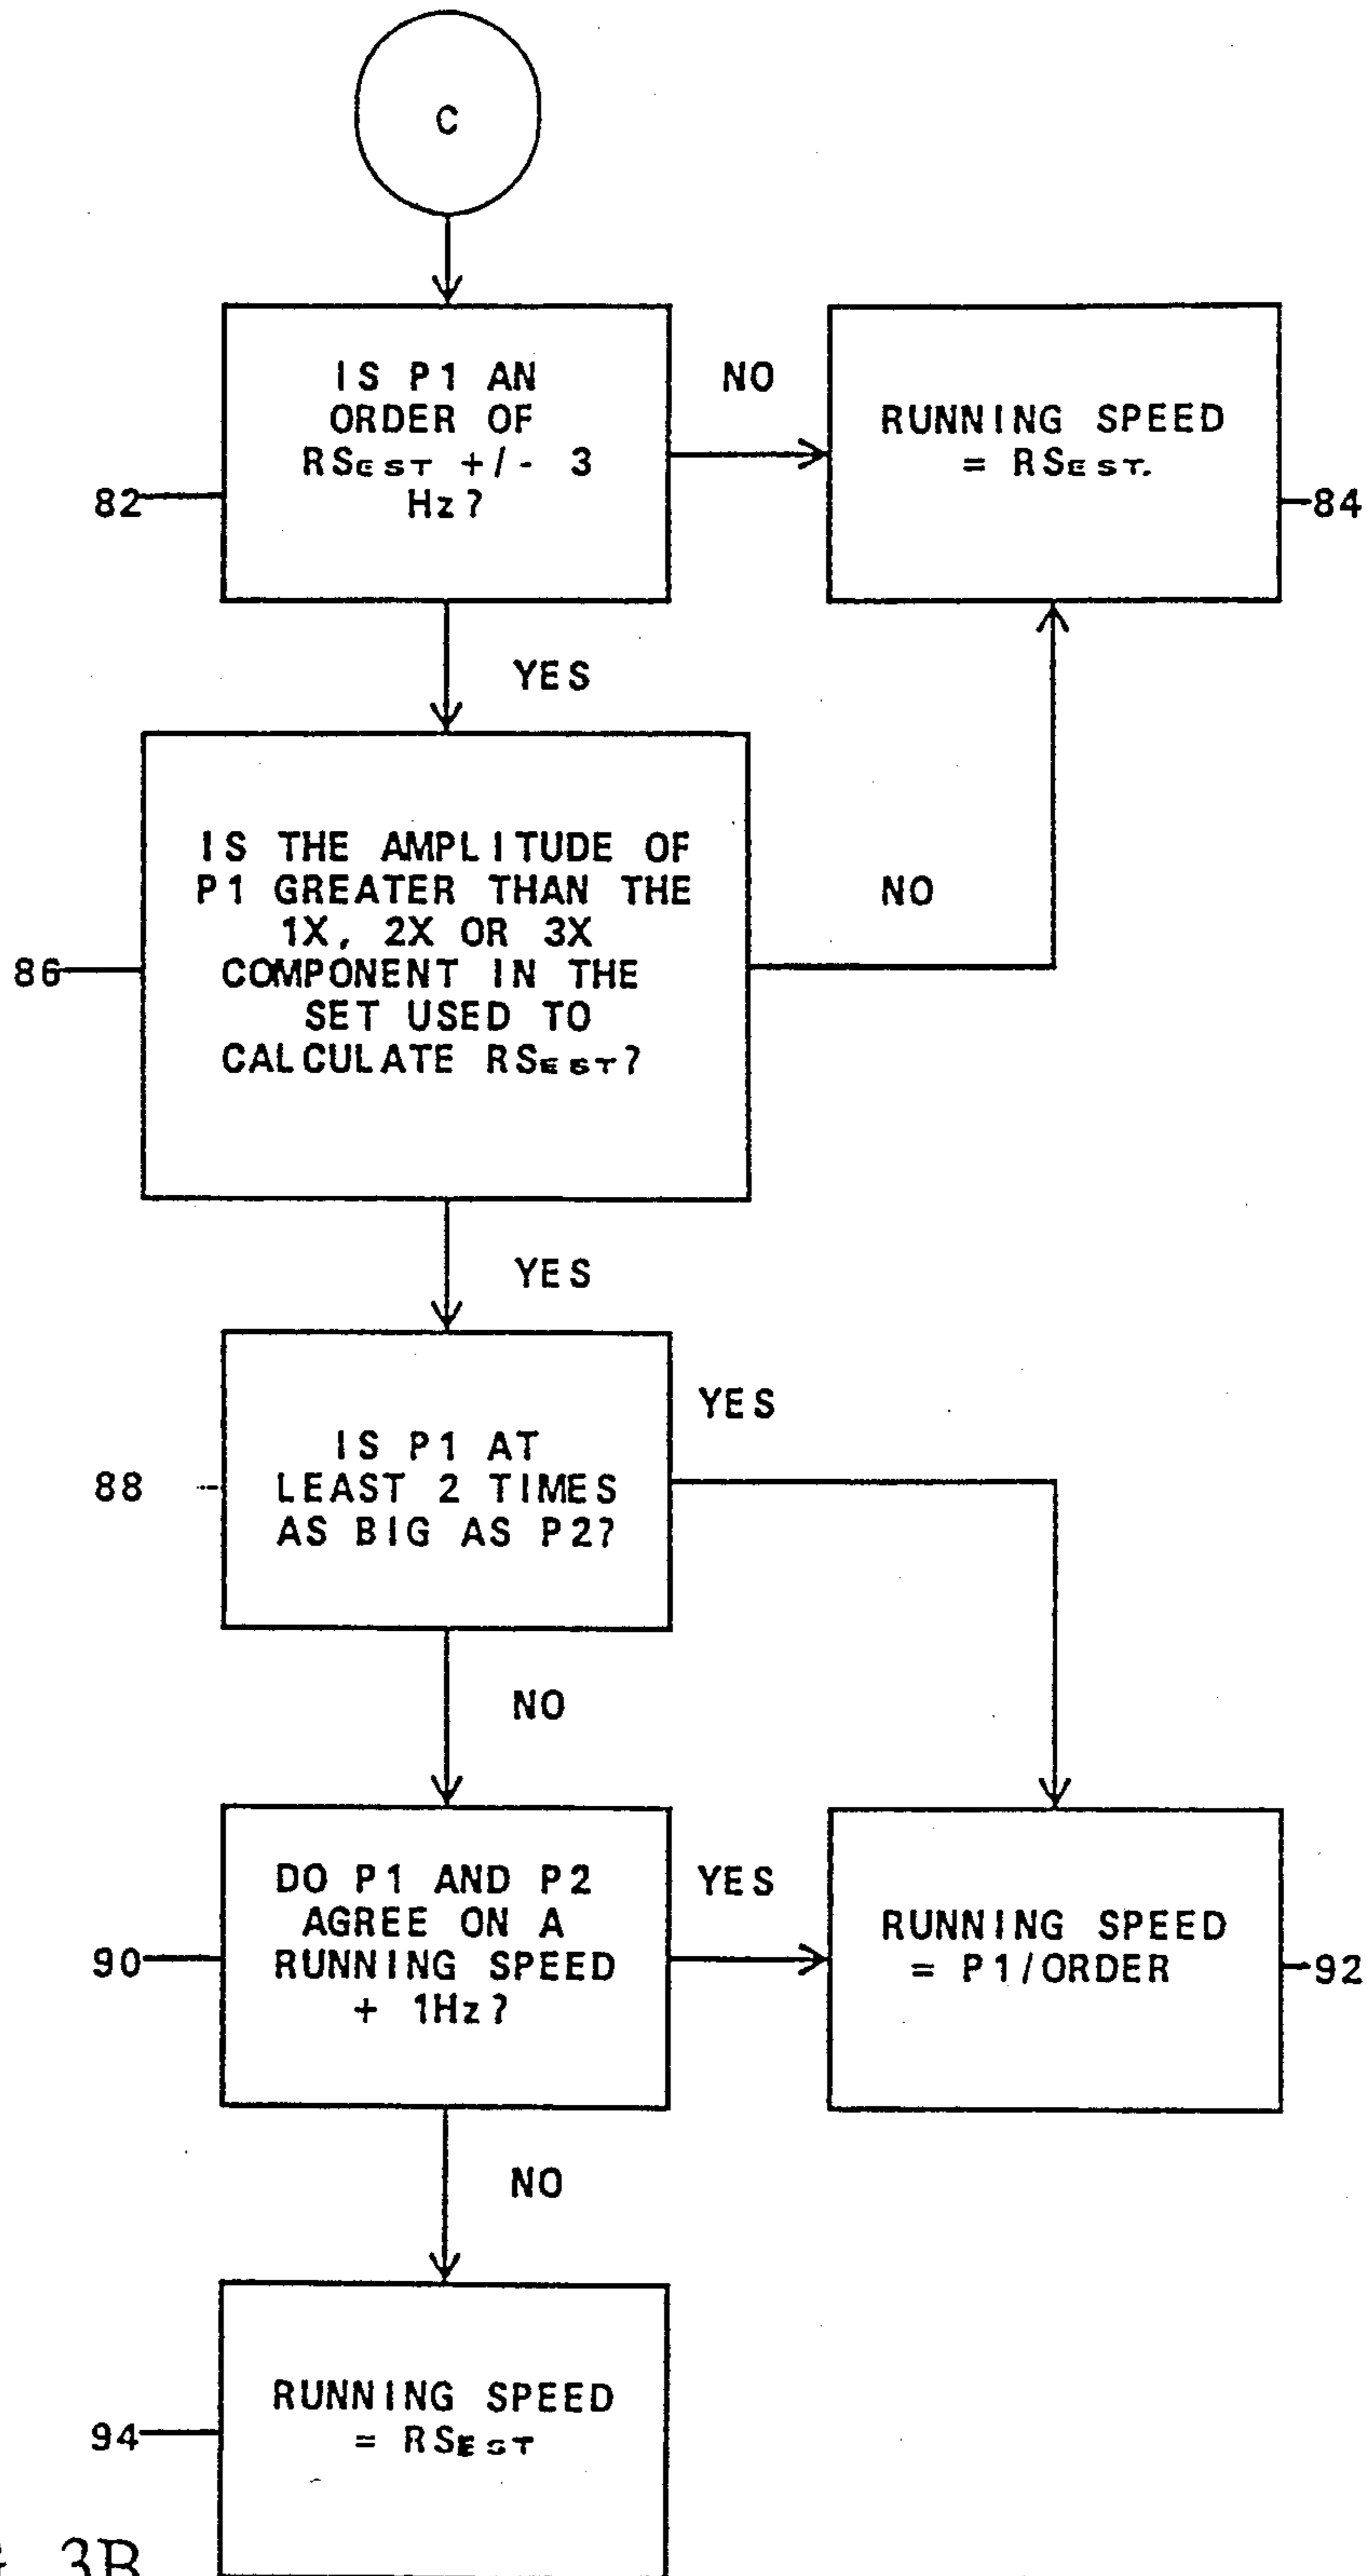 C
IS P1 AN
ORDER OF
RSEST +/- 3
Hz?
82
NO
RUNNING SPEED
= RSEST.
84
YES
IS THE AMPLITUDE OF
P1 GREATER THAN THE
1X, 2X OR 3X
COMPONENT IN THE
SET USED TO
CALCULATE RSEST?
86
NO
YES
IS P1 AT
LEAST 2 TIMES
AS BIG AS P2?
88
YES
NO
DO P1 AND P2
AGREE ON A
RUNNING SPEED
+ 1Hz?
90
YES
RUNNING SPEED
= P1/ORDER
92
NO
RUNNING SPEED
= RSEST
94
3B